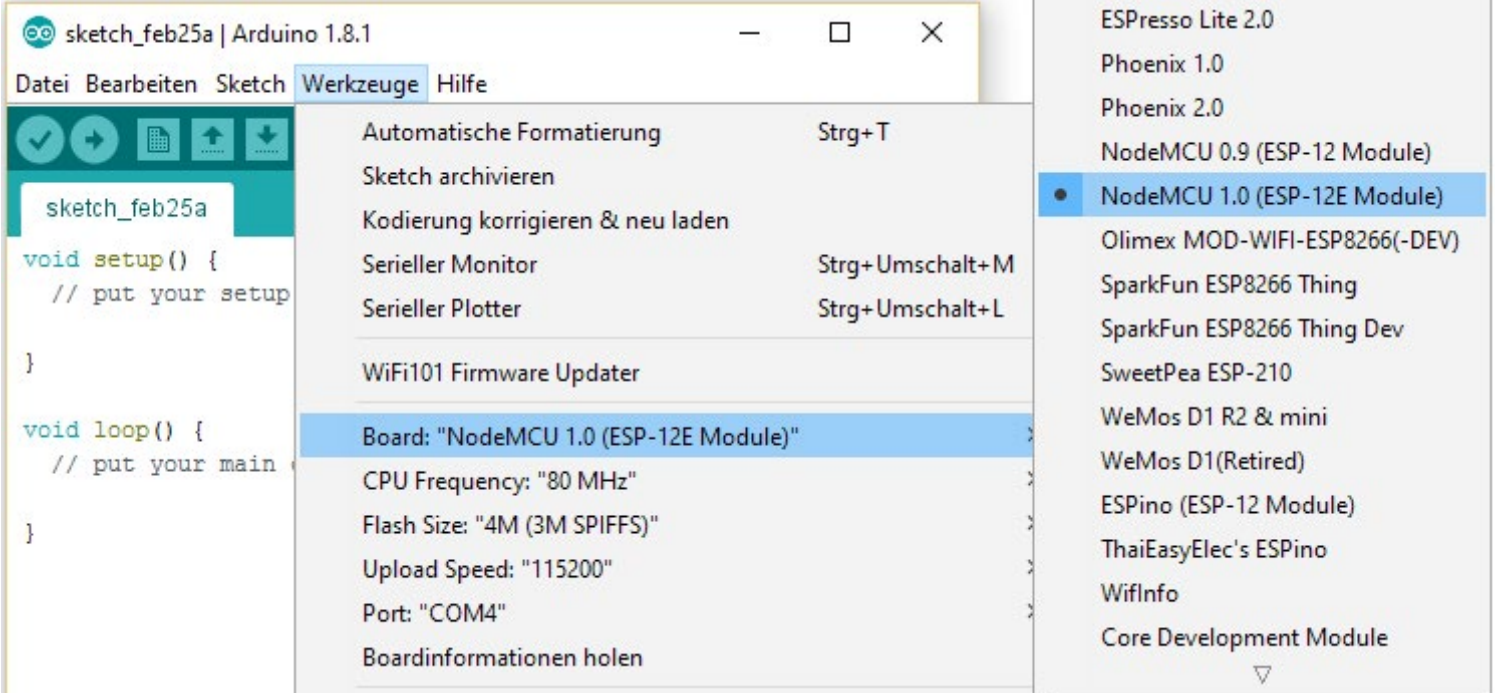 sketch_feb25a | Arduino 1.8.1
Datei Bearbeiten Sketch Werkzeuge Hilfe
sketch_feb25a
void setup() {
// put your setup
}
void loop() {
// put your main
}
Automatische Formatierung Strg+T
Sketch archivieren
Kodierung korrigieren & neu laden
Serieller Monitor Strg+Umschalt+M
Serieller Plotter Strg+Umschalt+L
WiFi101 Firmware Updater
Board: "NodeMCU 1.0 (ESP-12E Module)"
CPU Frequency: "80 MHz"
Flash Size: "4M (3M SPIFFS)"
Upload Speed: "115200"
Port: "COM4"
Boardinformationen holen
ESPresso Lite 2.0
Phoenix 1.0
Phoenix 2.0
NodeMCU 0.9 (ESP-12 Module)
NodeMCU 1.0 (ESP-12E Module)
Olimex MOD-WIFI-ESP8266(-DEV)
SparkFun ESP8266 Thing
SparkFun ESP8266 Thing Dev
SweetPea ESP-210
WeMos D1 R2 & mini
WeMos D1(Retired)
ESPino (ESP-12 Module)
ThaiEasyElec's ESPino
WifInfo
Core Development Module